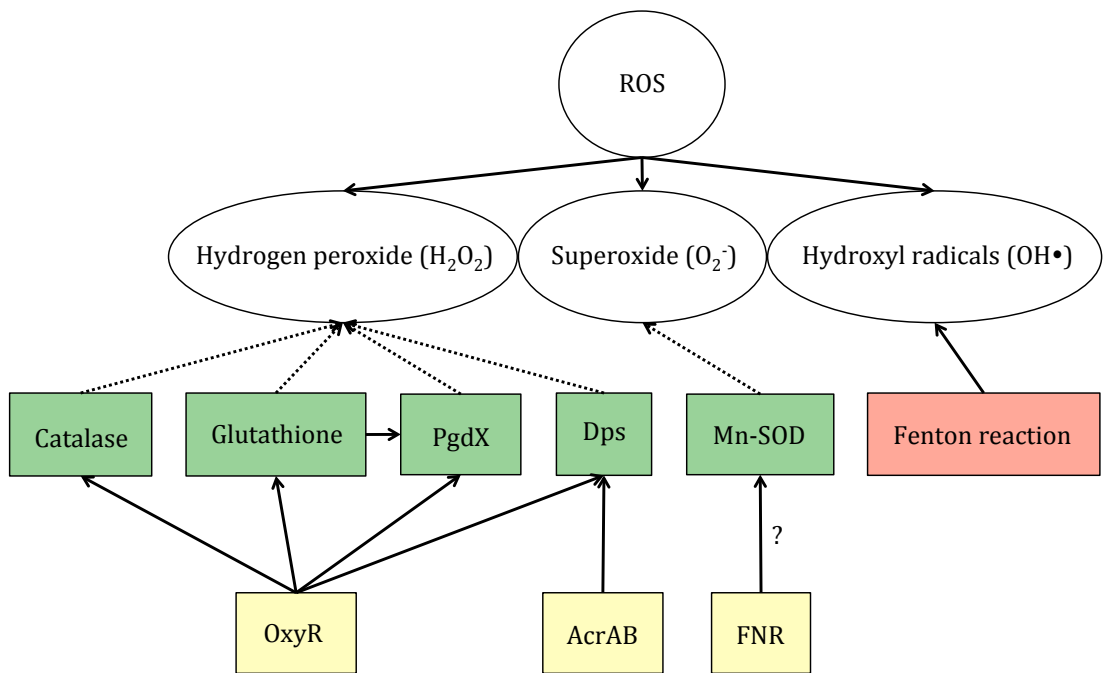 ROS
Hydrogen peroxide (H₂O₂)
Superoxide (O₂⁻)
Hydroxyl radicals (OH•)
Catalase
Glutathione
PgdX
Dps
Mn-SOD
Fenton reaction
?
OxyR
AcrAB
FNR